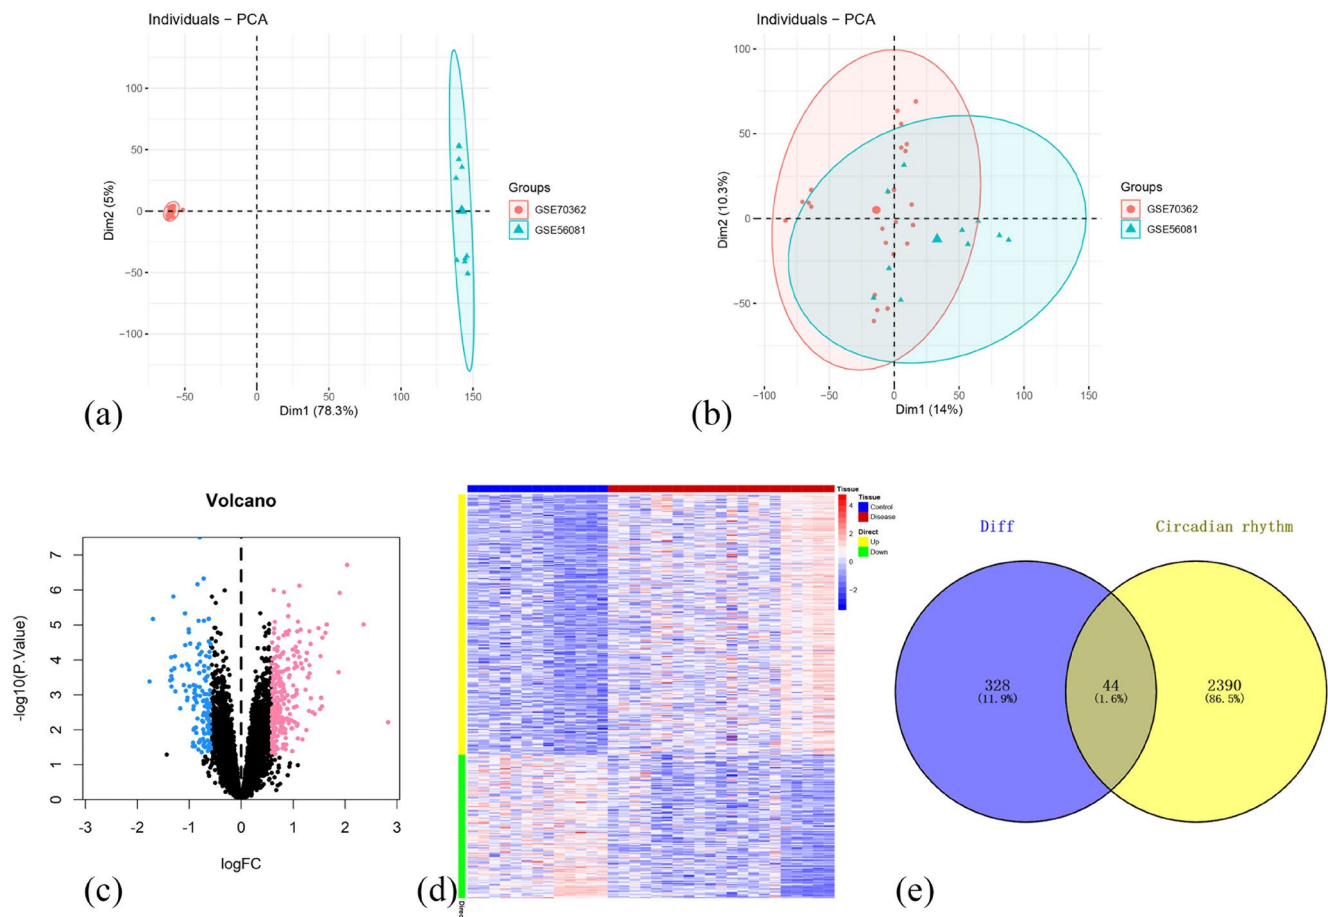 Individuals − PCA
100
50
0
−50
−100
Dim2 (5%)
−50
0
50
100
150
Dim1 (78.3%)
Groups
GSE70362
GSE56081
(a)
Individuals − PCA
100
50
0
−50
Dim2 (10.3%)
−100
−50
0
50
100
150
Dim1 (14%)
Groups
GSE70362
GSE56081
(b)
Volcano
7
6
5
4
3
2
1
0
-log10(P.Value)
-3
-2
-1
0
1
2
3
logFC
(c)
Tissue
4
2
0
−2
Tissue
Control
Disease
Direct
Up
Down
Direc
(d)
Diff
Circadian rhythm
328
(11.9%)
44
(1.6%)
2390
(86.5%)
(e)